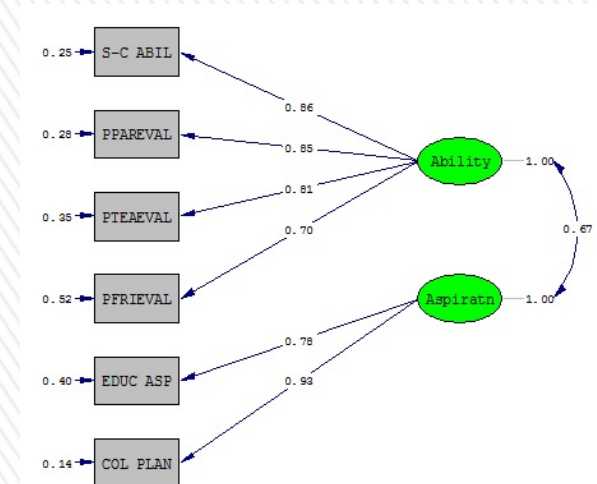 0.25 S-C ABIL
0.86
0.28 PPAREVAL
0.85 Ability 1.00
0.81
0.35 PTEAEVAL
0.70
0.67
0.52 PFRIEVAL
Aspiratn 1.00
0.78
0.40 EDUC ASP
0.93
0.14 COL PLAN